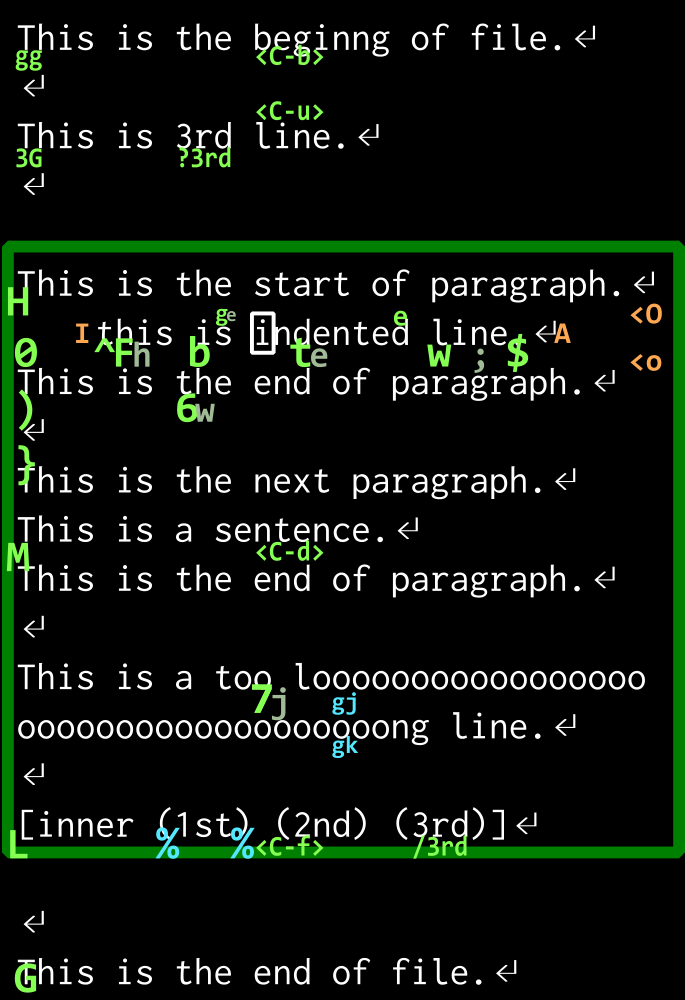 This is the beginng of file.↵
gg <C-b>
↵
<C-u>
This is 3rd line.↵
3G ?3rd
↵
This is the start of paragraph.↵
H ge e <O
I this is indented line. ↵ A
0 ^ Fh b te w ; $ <o
This is the end of paragraph.↵
) 6w
↵
}
This is the next paragraph.↵
This is a sentence.↵
M <C-d>
This is the end of paragraph.↵
↵
This is a too looooooooooooooooo
7j gj
ooooooooooooooooooong line.↵
gk
↵
[inner (1st) (2nd) (3rd)]↵
L % % <C-f> /3rd
↵
G
This is the end of file.↵